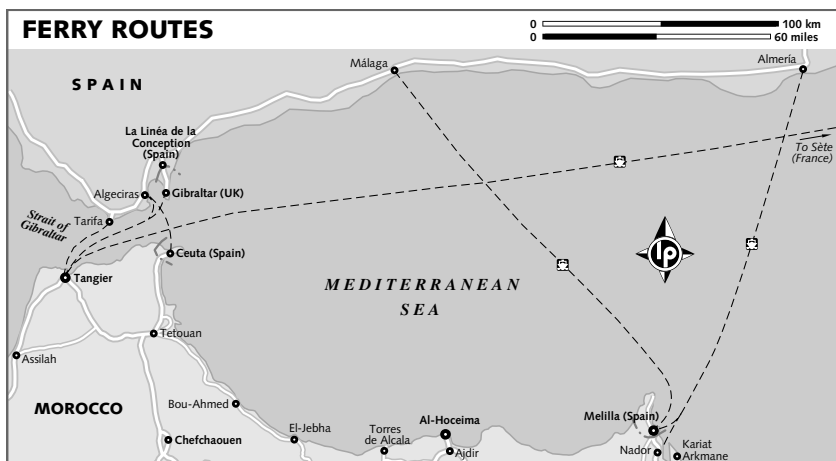 FERRY ROUTES
0 100 km
0 60 miles
Málaga
Almería
SPAIN
La Linéa de la
Conception
(Spain)
To Sète
(France)
Algeciras
Gibraltar (UK)
Strait of
Gibraltar
Tarifa
Ceuta (Spain)
lp
Tangier
MEDITERRANEAN
SEA
Tetouan
Assilah
MOROCCO
Bou-Ahmed
Melilla (Spain)
Al-Hoceima
El-Jebha
Torres
de Alcala
Chefchaouen
Ajdir
Nador
Kariat
Arkmane